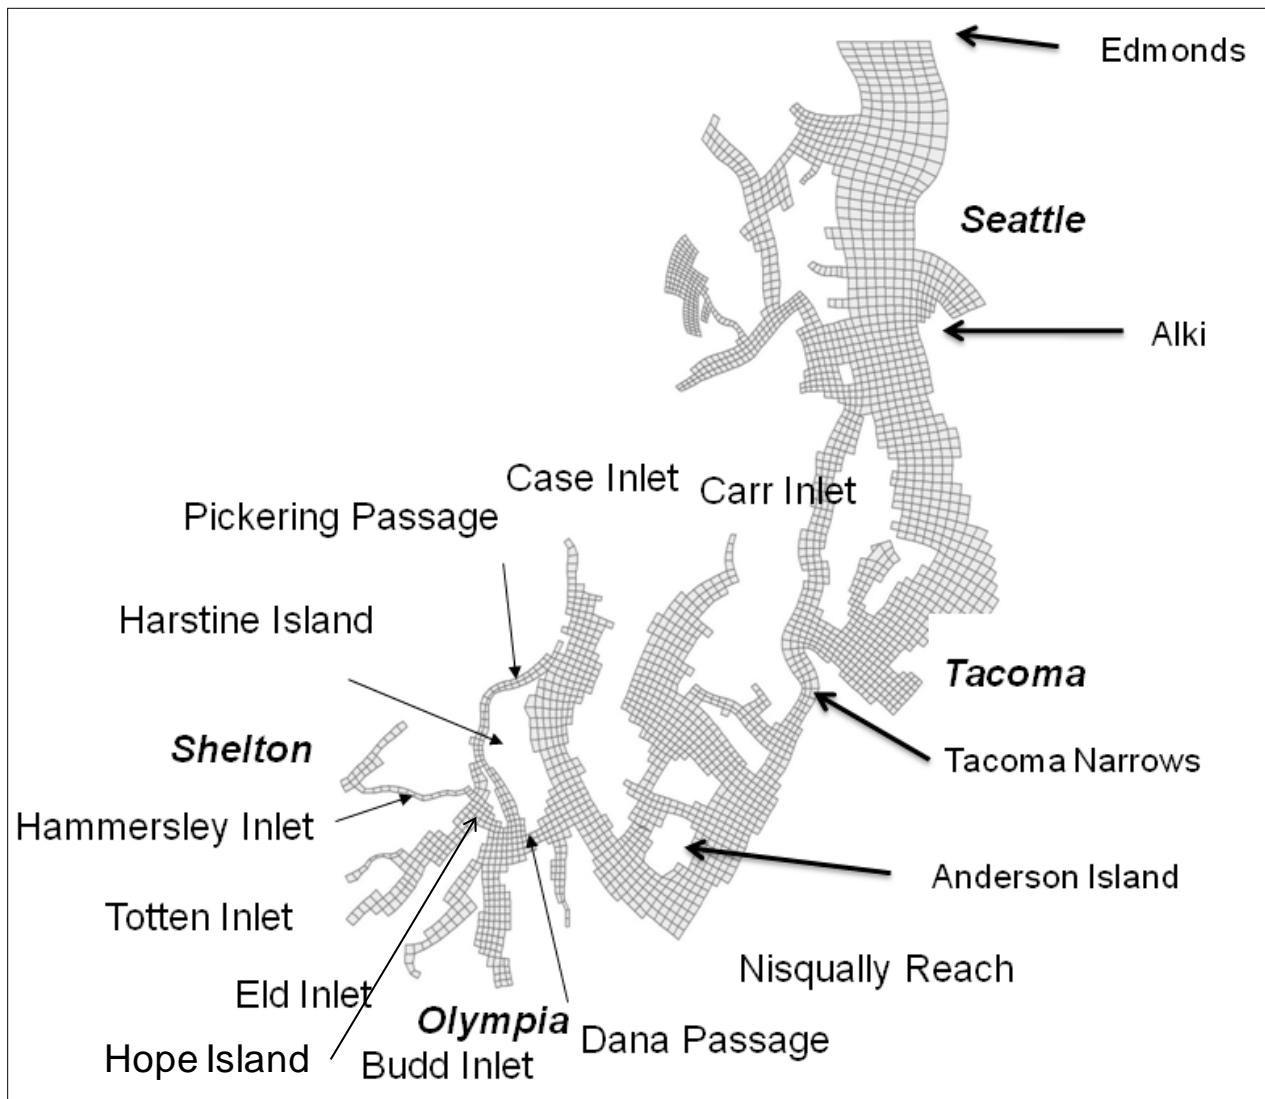 Edmonds
Seattle
Alki
Case Inlet
Carr Inlet
Pickering Passage
Harstine Island
Tacoma
Shelton
Tacoma Narrows
Hammersley Inlet
Anderson Island
Totten Inlet
Nisqually Reach
Eld Inlet
Olympia
Dana Passage
Hope Island
Budd Inlet